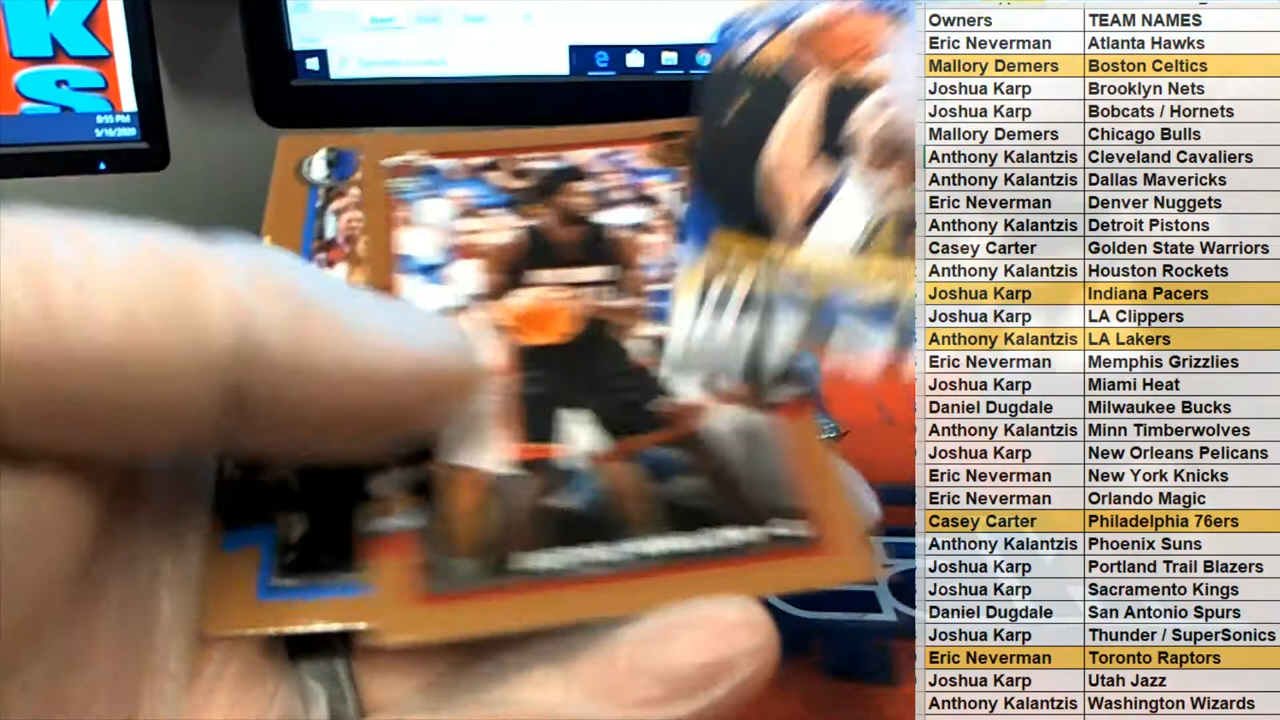 K
S
8:55 PM
5/10/2020
Owners TEAM NAMES
Eric Neverman Atlanta Hawks
Mallory Demers Boston Celtics
Joshua Karp Brooklyn Nets
Joshua Karp Bobcats / Hornets
Mallory Demers Chicago Bulls
Anthony Kalantzis Cleveland Cavaliers
Anthony Kalantzis Dallas Mavericks
Eric Neverman Denver Nuggets
Anthony Kalantzis Detroit Pistons
Casey Carter Golden State Warriors
Anthony Kalantzis Houston Rockets
Joshua Karp Indiana Pacers
Joshua Karp LA Clippers
Anthony Kalantzis LA Lakers
Eric Neverman Memphis Grizzlies
Joshua Karp Miami Heat
Daniel Dugdale Milwaukee Bucks
Anthony Kalantzis Minn Timberwolves
Joshua Karp New Orleans Pelicans
Eric Neverman New York Knicks
Eric Neverman Orlando Magic
Casey Carter Philadelphia 76ers
Anthony Kalantzis Phoenix Suns
Joshua Karp Portland Trail Blazers
Joshua Karp Sacramento Kings
Daniel Dugdale San Antonio Spurs
Joshua Karp Thunder / SuperSonics
Eric Neverman Toronto Raptors
Joshua Karp Utah Jazz
Anthony Kalantzis Washington Wizards